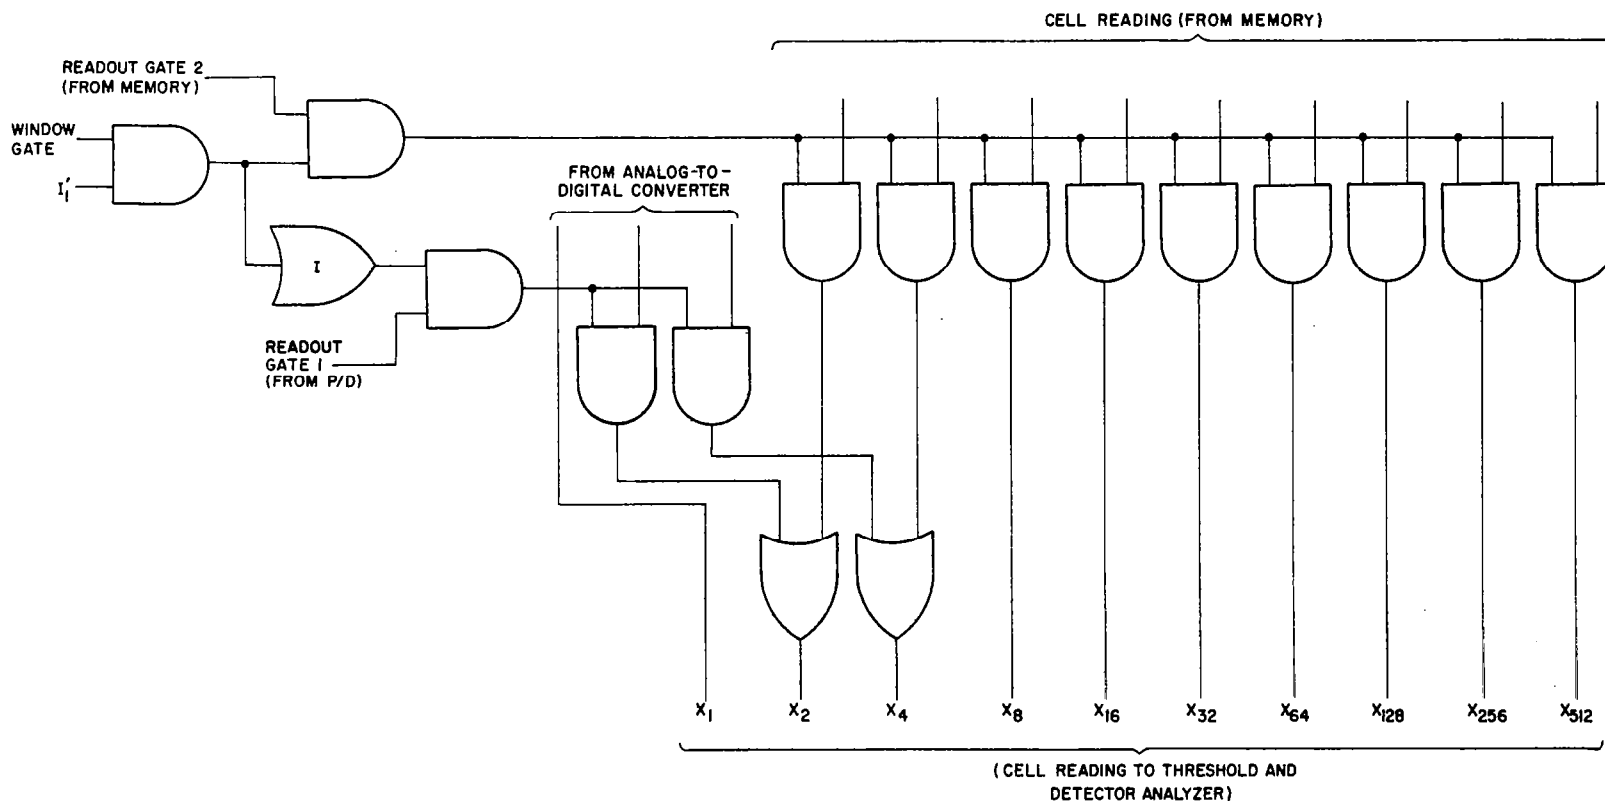 CELL READING (FROM MEMORY)
READOUT GATE 2
(FROM MEMORY)
WINDOW
GATE
I₁′
FROM ANALOG-TO-
DIGITAL CONVERTER
I
READOUT
GATE 1
(FROM P/D)
X₁ X₂ X₄ X₈ X₁₆ X₃₂ X₆₄ X₁₂₈ X₂₅₆ X₅₁₂
(CELL READING TO THRESHOLD AND
DETECTOR ANALYZER)